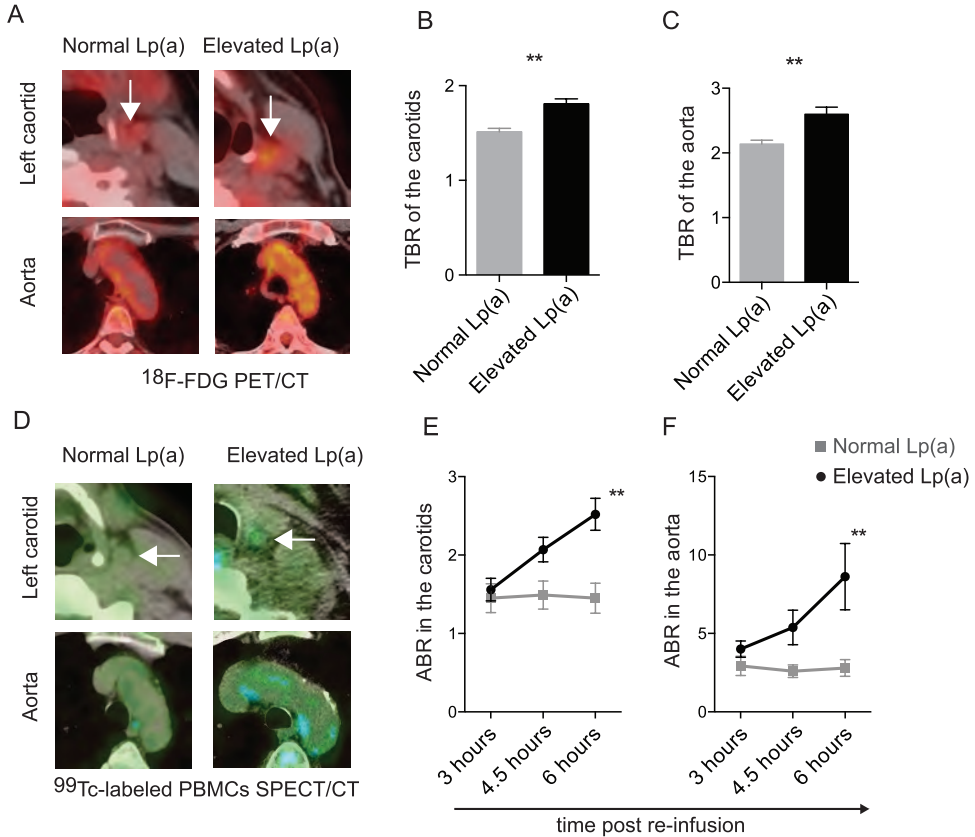 A
Normal Lp(a) Elevated Lp(a)
Left caortid
Aorta
18F-FDG PET/CT
B
**
TBR of the carotids
2
1
0
Normal Lp(a)
Elevated Lp(a)
C
**
TBR of the aorta
3
2
1
0
Normal Lp(a)
Elevated Lp(a)
D
Normal Lp(a) Elevated Lp(a)
Left carotid
Aorta
99Tc-labeled PBMCs SPECT/CT
E
ABR in the carotids
3
2
1
0
**
3 hours
4.5 hours
6 hours
F
Normal Lp(a)
Elevated Lp(a)
ABR in the aorta
15
10
5
0
**
3 hours
4.5 hours
6 hours
time post re-infusion